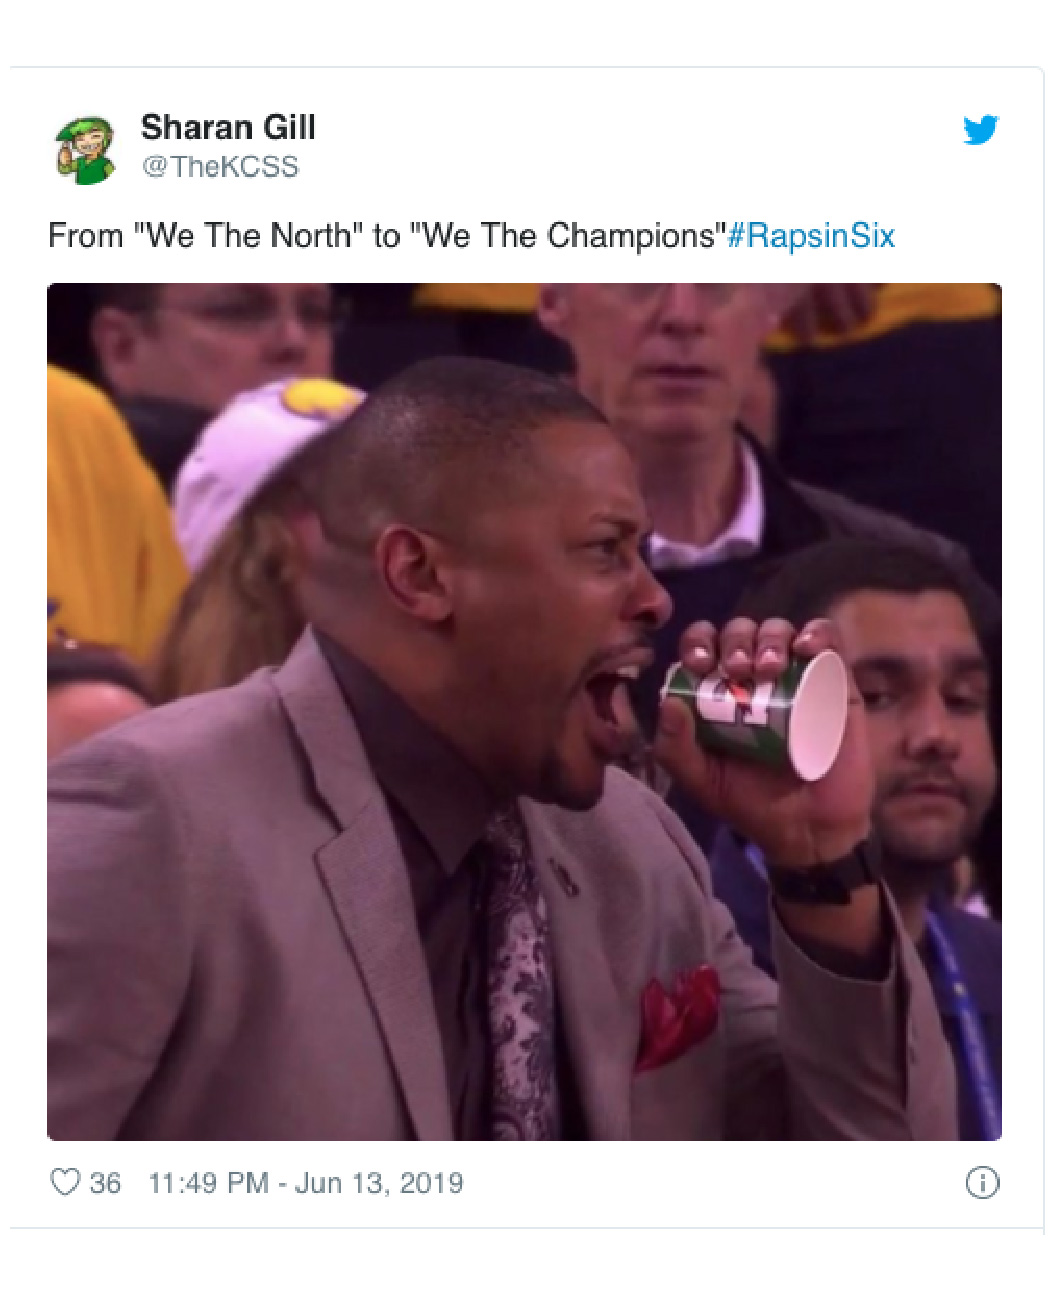 Sharan Gill
@TheKCSS
From "We The North" to "We The Champions"#RapsinSix
36 11:49 PM - Jun 13, 2019